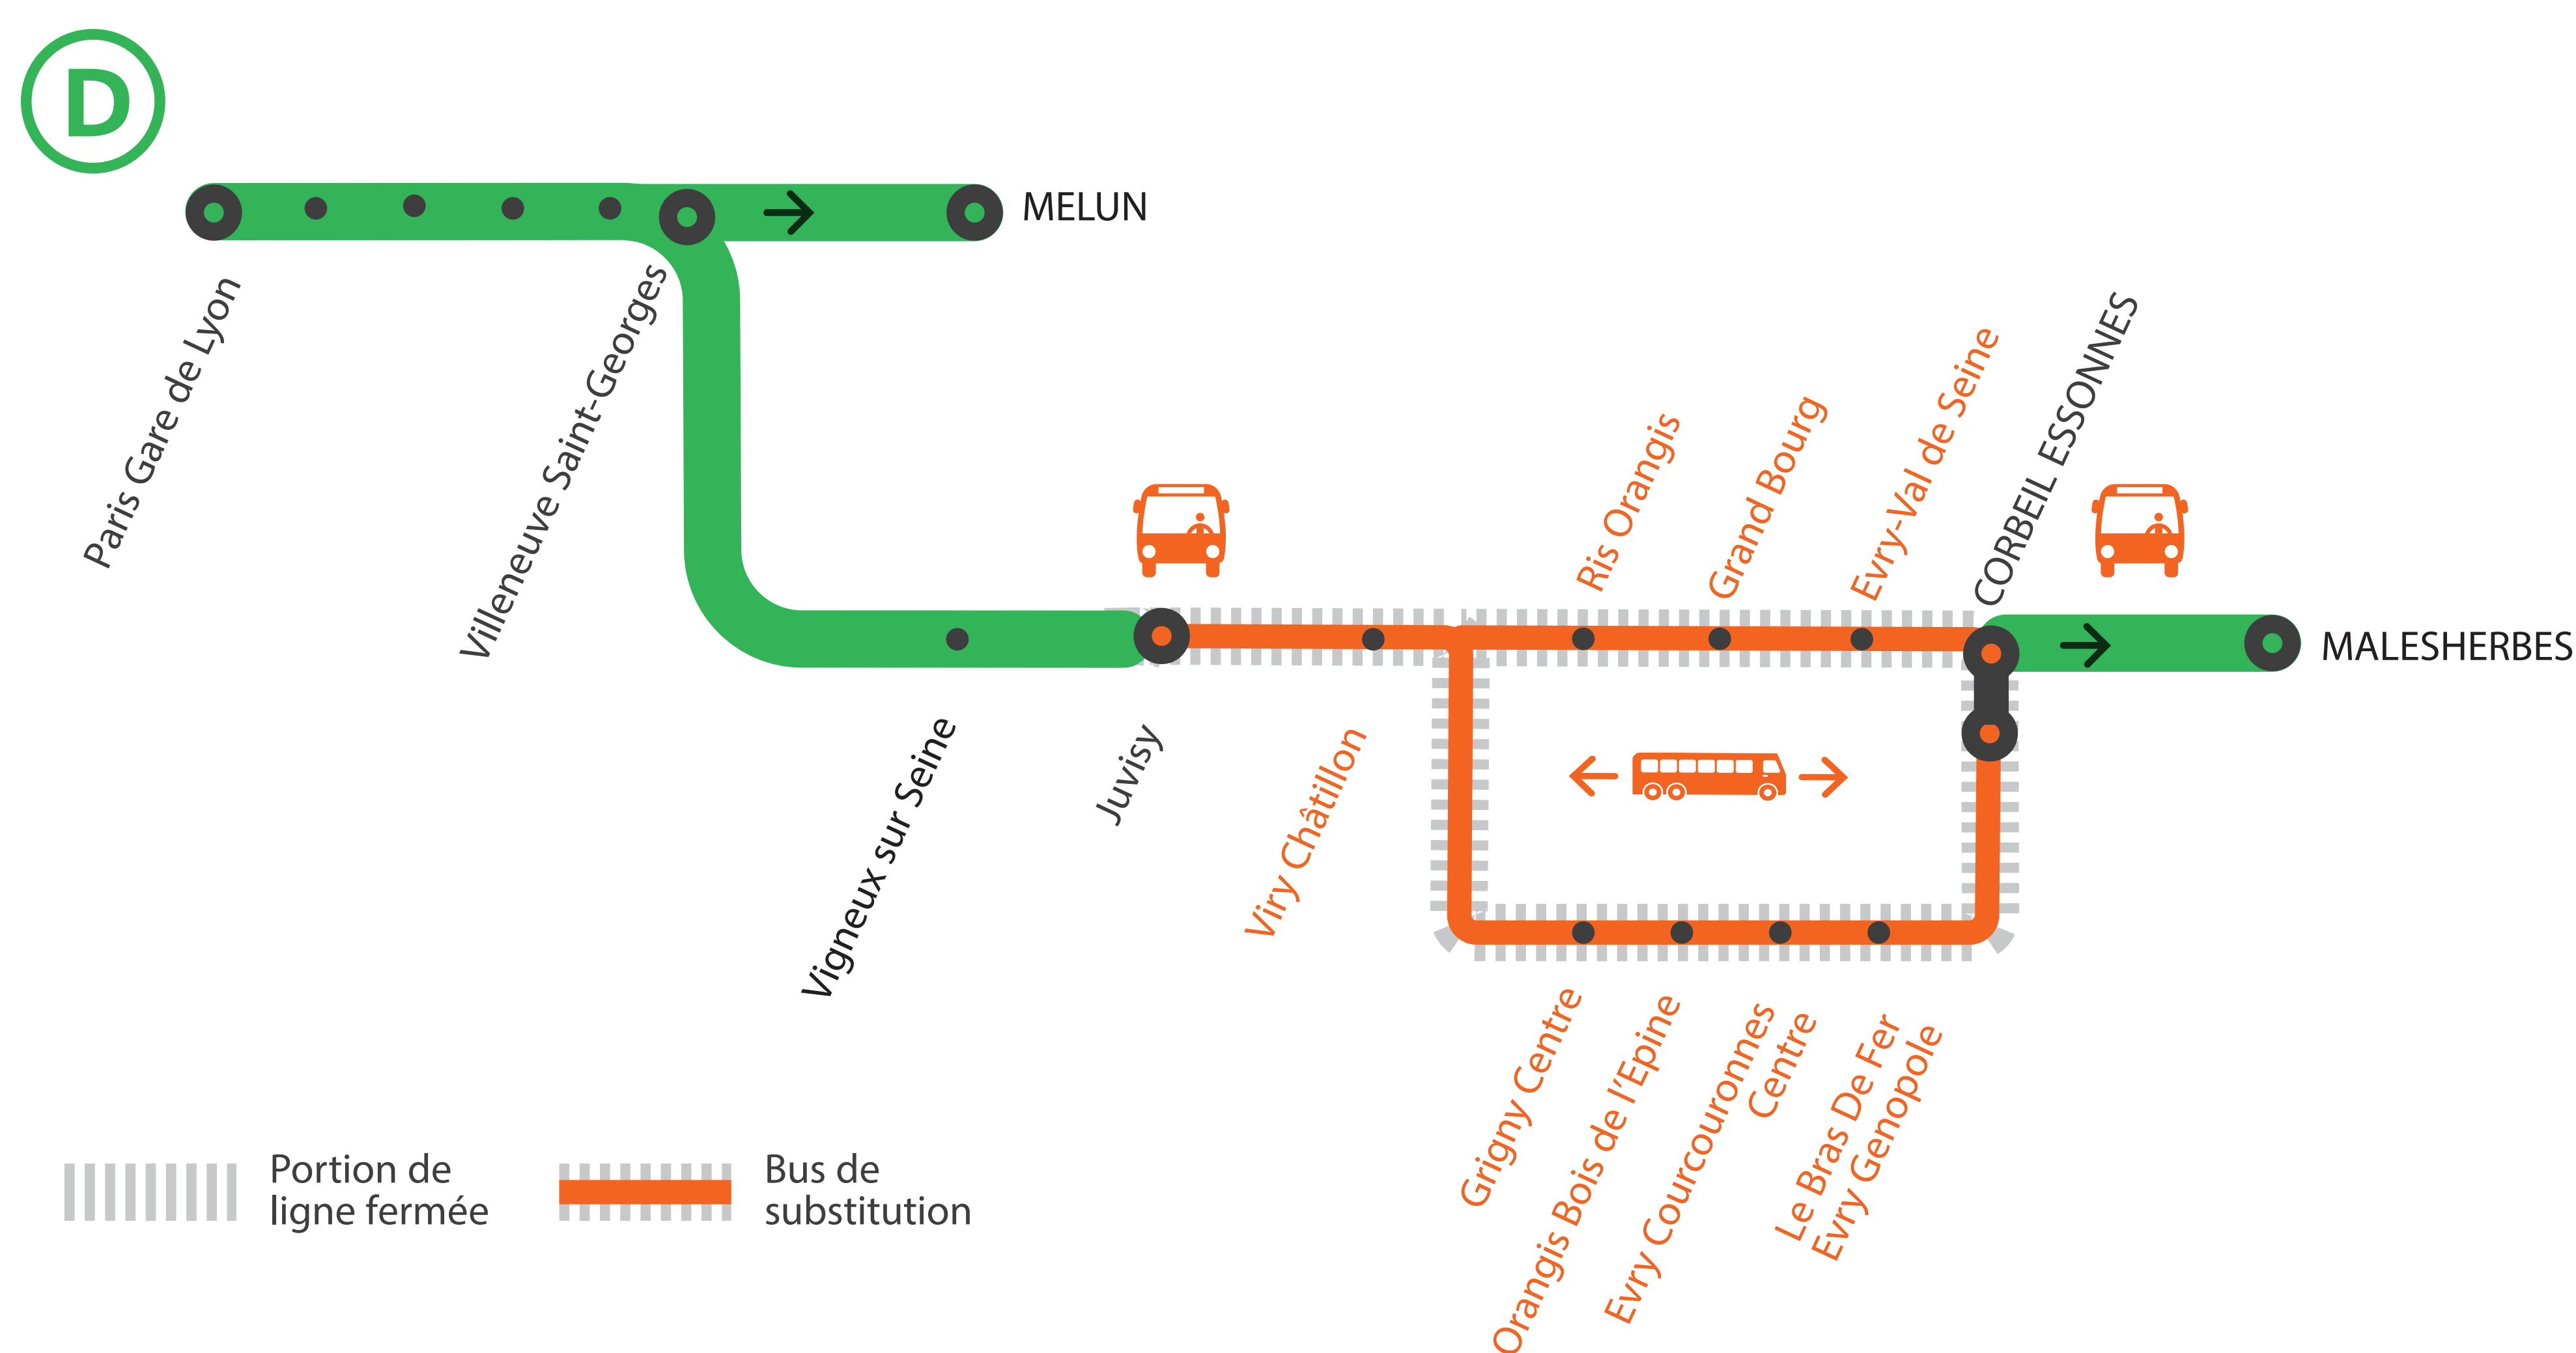 D
MELUN
Paris Gare de Lyon
Villeneuve Saint-Georges
Vigneux sur Seine
Juvisy
Viry Châtillon
Ris Orangis
Grand Bourg
Evry-Val de Seine
CORBEIL ESSONNES
MALESHERBES
Grigny Centre
Orangis Bois de l'Epine
Evry Courcouronnes
Centre
Le Bras De Fer
Evry Genopole
Portion de
ligne fermée
Bus de
substitution